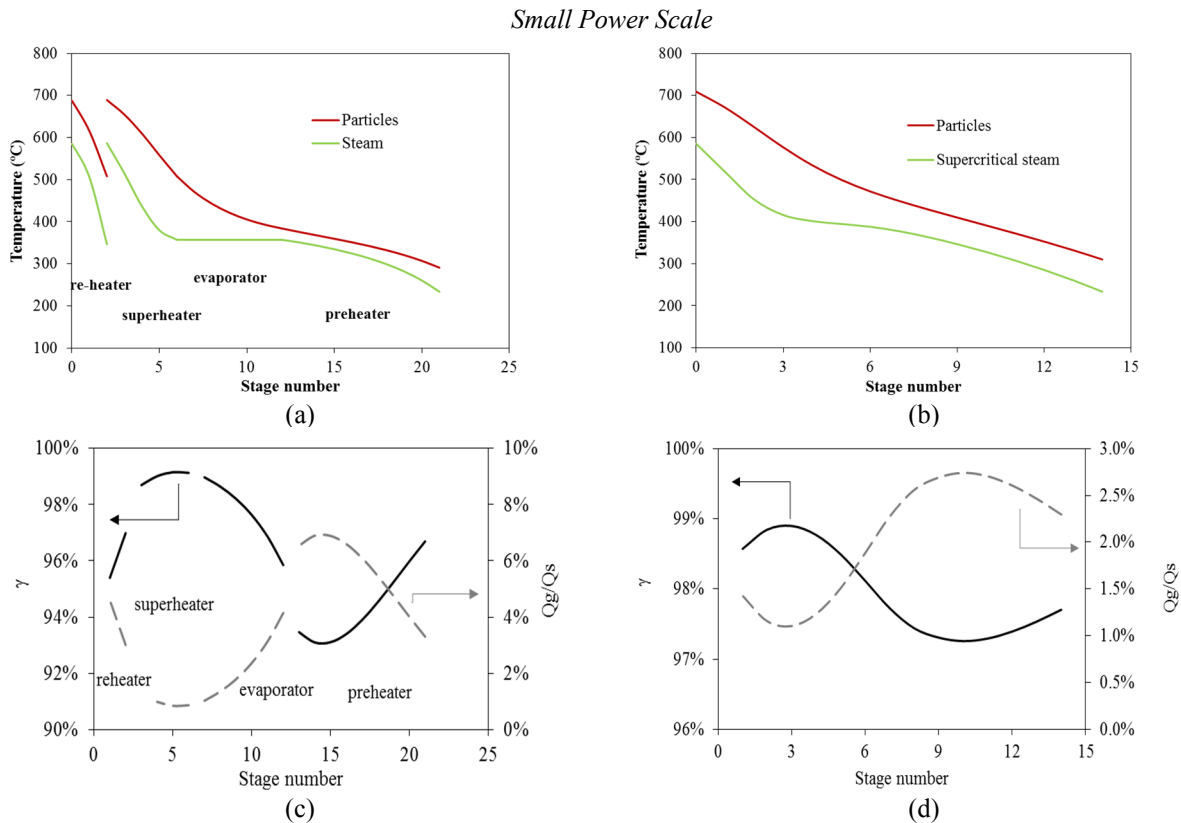 Small Power Scale
800
700
600
500
400
300
200
100
Temperature (ºC)
Particles
Steam
re-heater
evaporator
superheater
preheater
0
5
10
15
20
25
Stage number
(a)
800
700
600
500
400
300
200
100
Temperature (ºC)
Particles
Supercritical steam
0
3
6
9
12
15
Stage number
(b)
100%
98%
96%
94%
92%
90%
γ
10%
8%
6%
4%
2%
0%
Qg/Qs
superheater
reheater
evaporator
preheater
0
5
10
15
20
25
Stage number
(c)
100%
99%
98%
97%
96%
γ
3.0%
2.5%
2.0%
1.5%
1.0%
0.5%
0.0%
Qg/Qs
0
3
6
9
12
15
Stage number
(d)